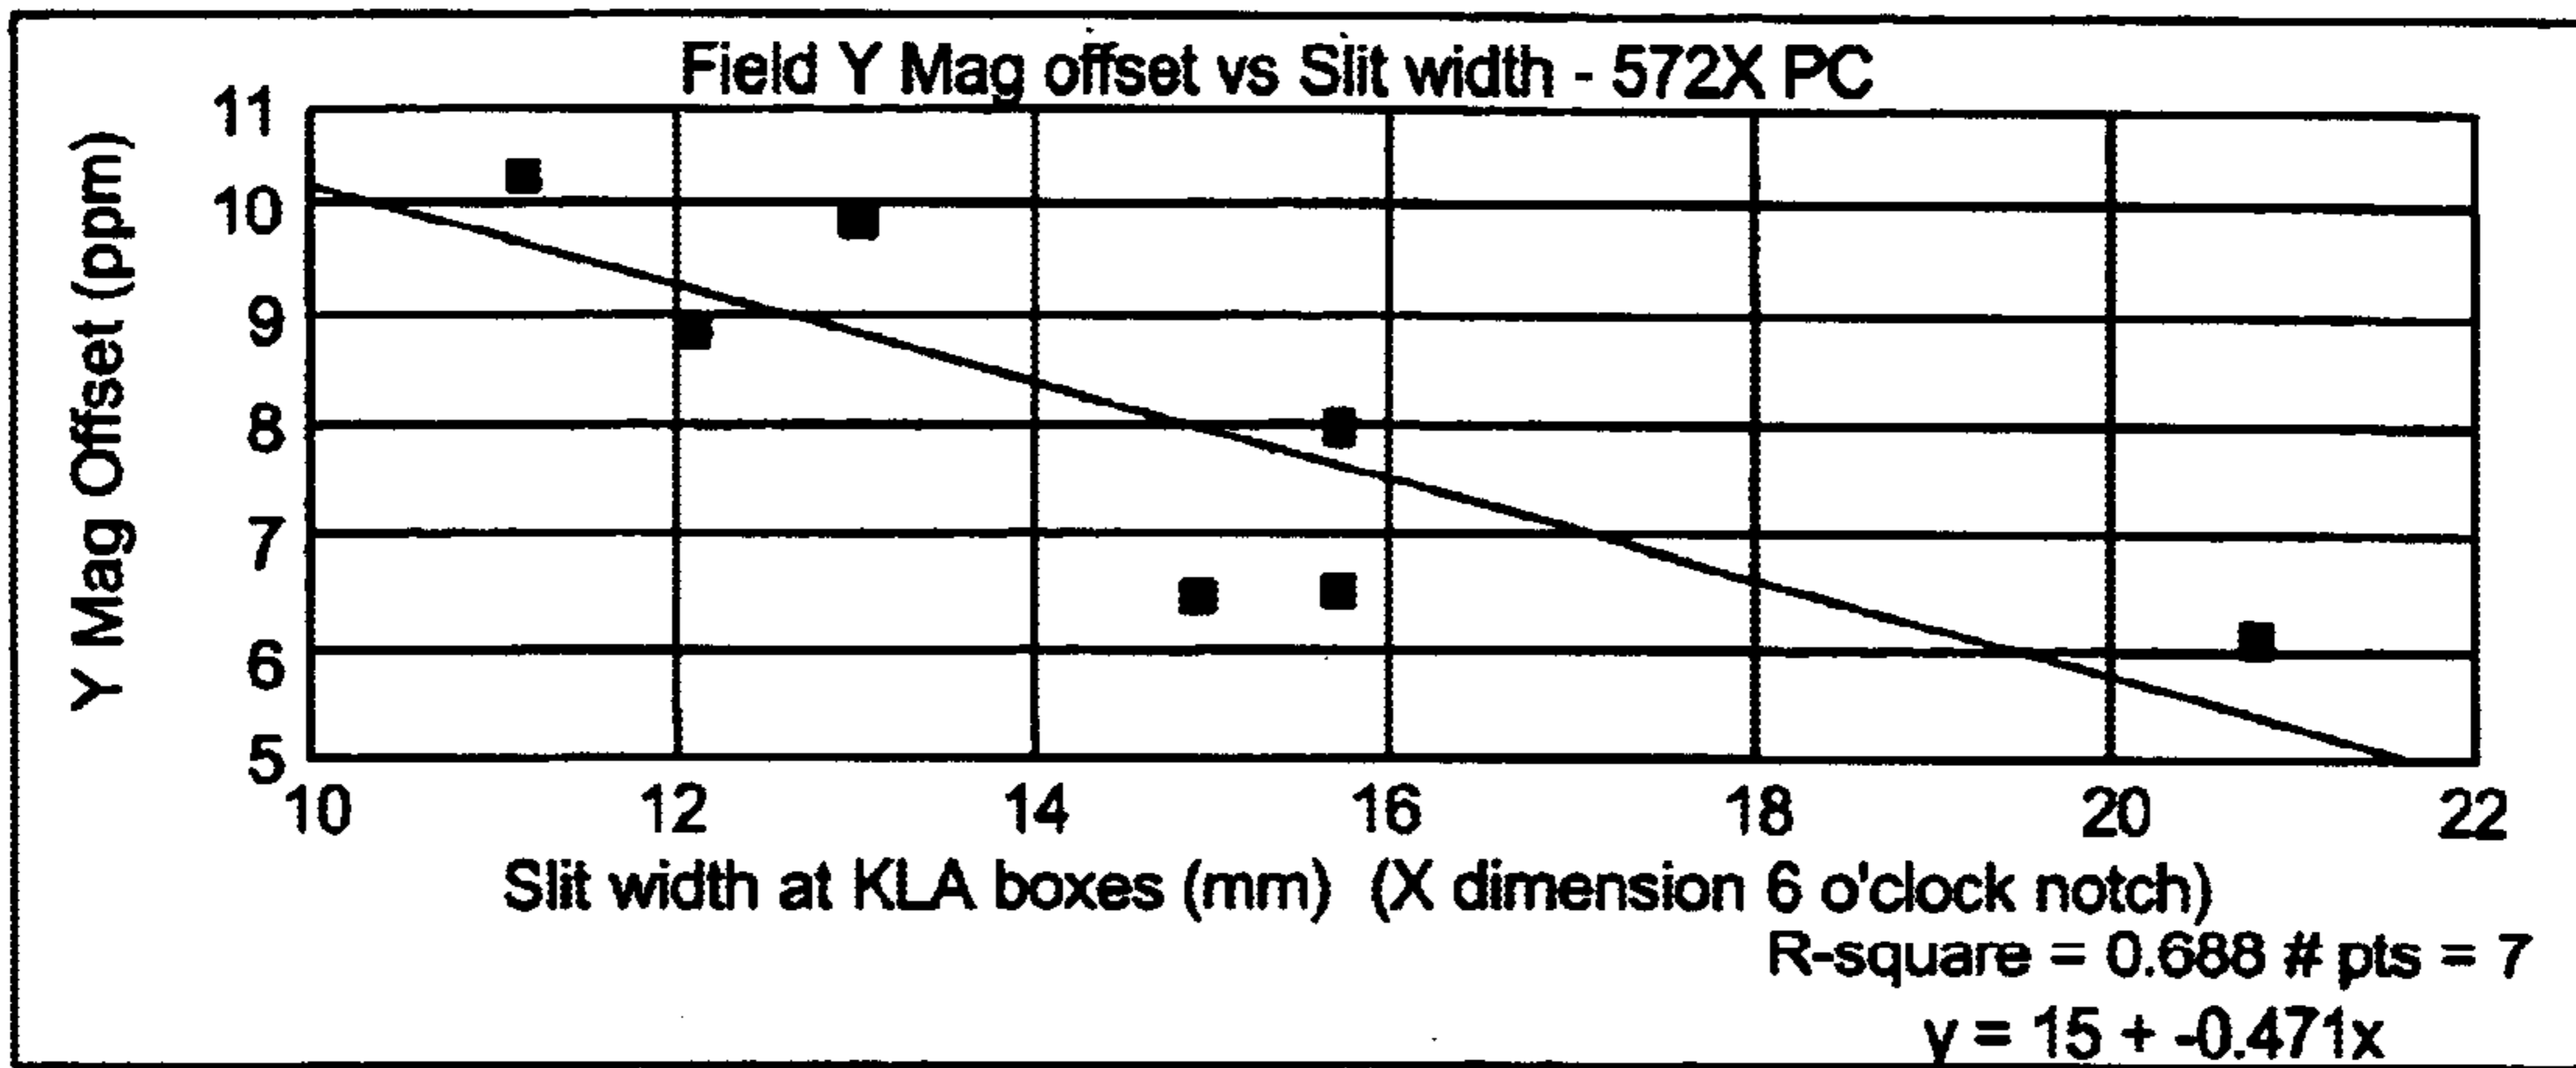 Field Y Mag offset vs Slit width - 572X PC
11
10
9
8
7
6
5
Y Mag Offset (ppm)
10 12 14 16 18 20 22
Slit width at KLA boxes (mm) (X dimension 6 o'clock notch)
R-square = 0.688 # pts = 7
y = 15 + -0.471x